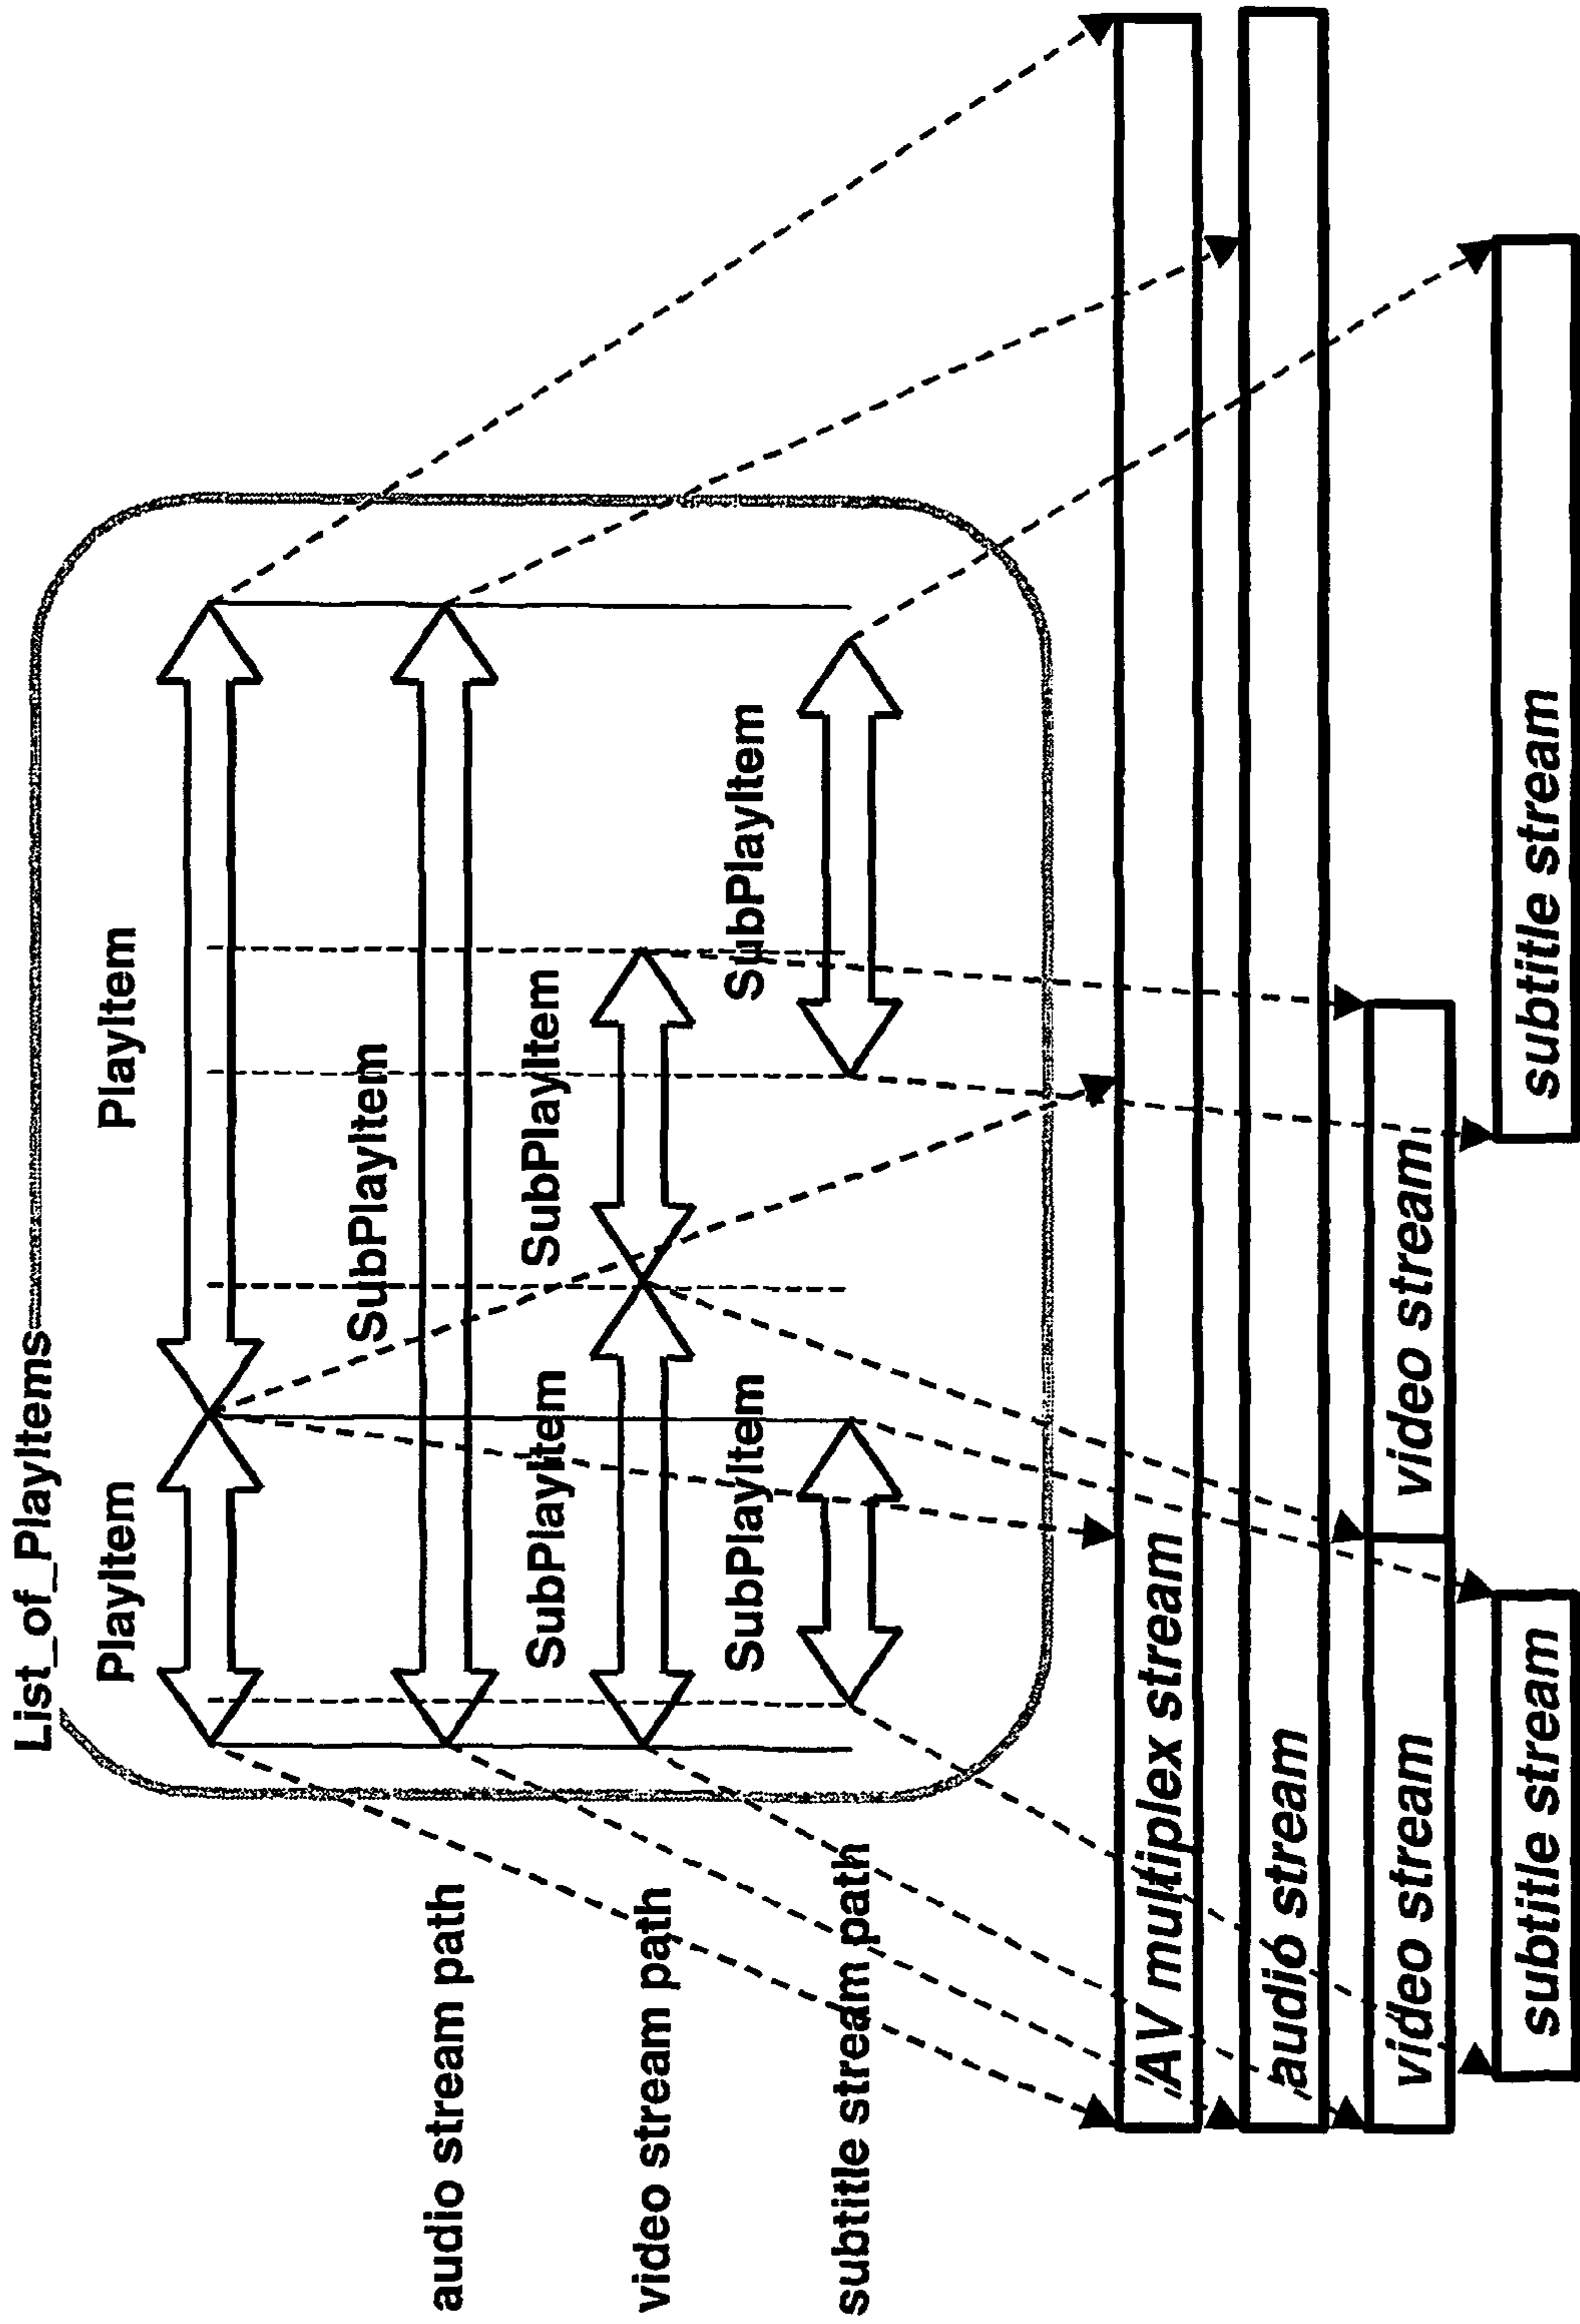 List_of_PlayItems
PlayItem
PlayItem
SubPlayItem
audio stream path
SubPlayItem
SubPlayItem
video stream path
SubPlayItem
SubPlayItem
subtitle stream path
AV multiplex stream
audio stream
video stream
video stream
subtitle stream
subtitle stream